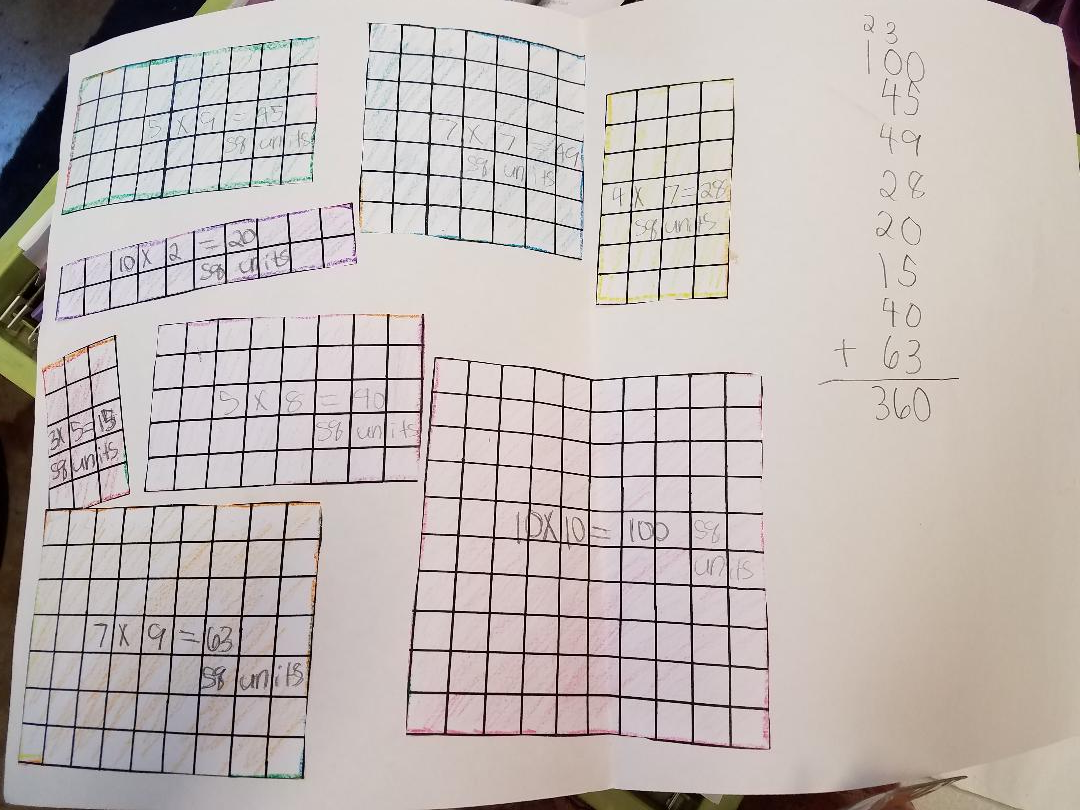 5 X 9 = 45
sq units
7 X 7 = 49
sq units
4 X 7 = 28
sq units
10 X 2 = 20
sq units
3 X 5 = 15
sq units
5 X 8 = 40
sq units
10 X 10 = 100 sq
units
7 X 9 = 63
sq units
2 3
100
45
49
28
20
15
40
+ 63
360